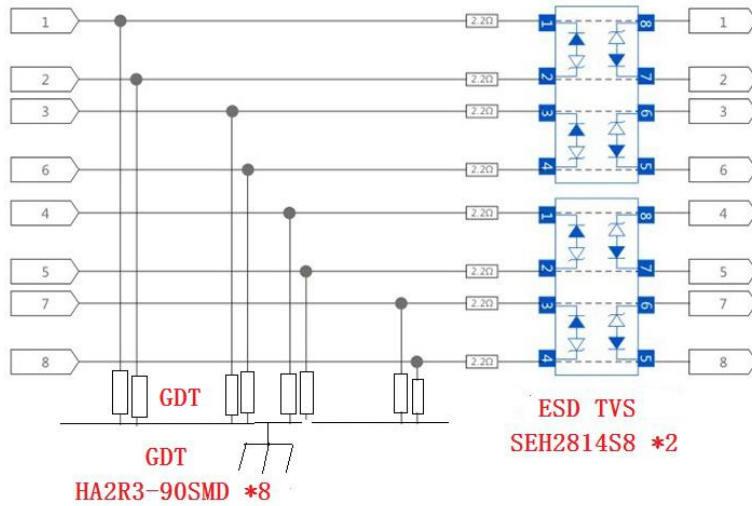 1 2.2Ω 1 8 1
2 2.2Ω 2 7 2
3 2.2Ω 3 6 3
6 2.2Ω 4 5 6
4 2.2Ω 1 8 4
5 2.2Ω 2 7 5
7 2.2Ω 3 6 7
8 2.2Ω 4 5 8
GDT
ESD TVS
SEH2814S8 *2
GDT
HA2R3-90SMD *8